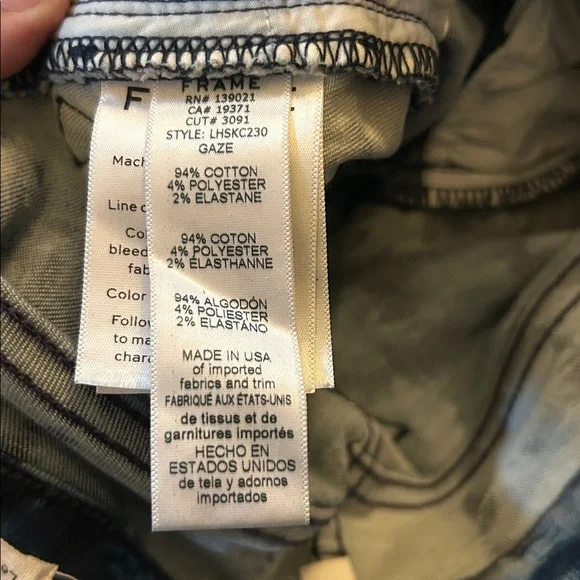 FRAME
RN# 139021
CA# 19371
CUT# 3091
STYLE: LHSKC230
GAZE
94% COTTON
4% POLYESTER
2% ELASTANE
94% COTON
4% POLYESTER
2% ÉLASTHANNE
94% ALGODÓN
4% POLIESTER
2% ELASTANO
MADE IN USA
of imported
fabrics and trim
FABRIQUÉ AUX ÉTATS-UNIS
de tissus et de
garnitures importés
HECHO EN
ESTADOS UNIDOS
de tela y adornos
importados
F
Mach
Line
Co
bleed
fab
Color
Follow
to ma
chara